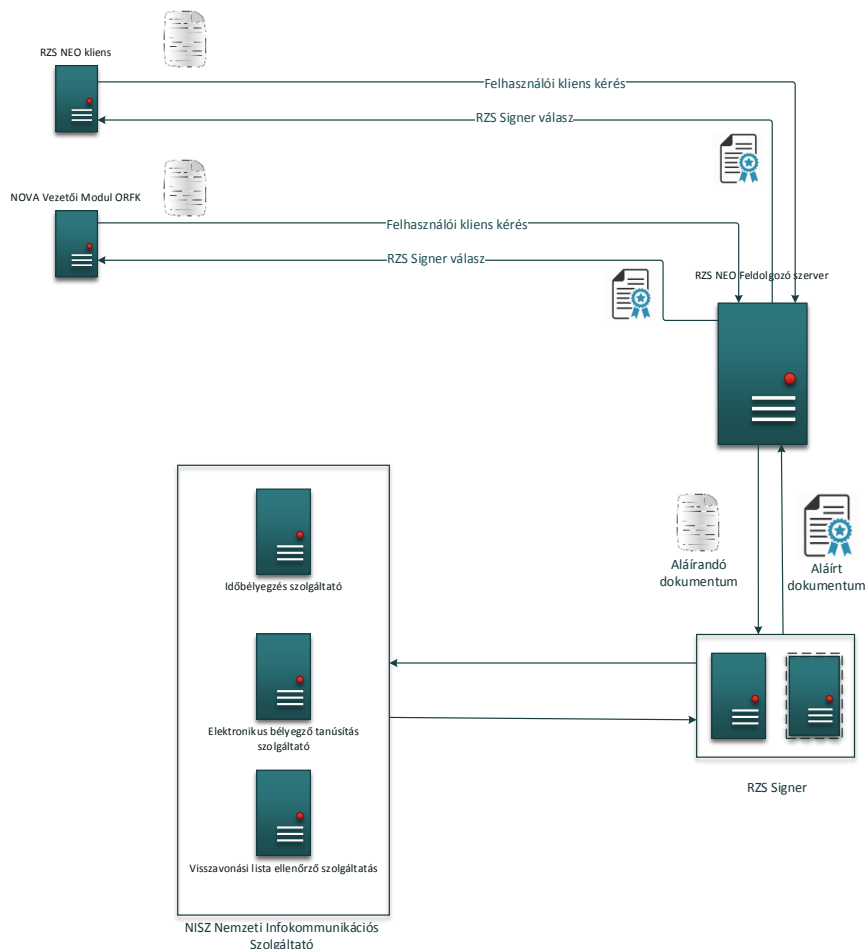 RZS NEO kliens
Felhasználói kliens kérés
RZS Signer válasz
NOVA Vezetői Modul ORFK
Felhasználói kliens kérés
RZS Signer válasz
RZS NEO Feldolgozó szerver
Aláírandó
dokumentum
Aláírt
dokumentum
Időbélyegzés szolgáltató
Elektronikus bélyegző tanúsítás
szolgáltató
Visszavonási lista ellenőrző szolgáltatás
RZS Signer
NISZ Nemzeti Infokommunikációs
Szolgáltató